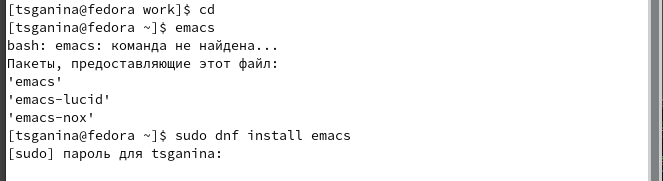 [tsganina@fedora work]$ cd
[tsganina@fedora ~]$ emacs
bash: emacs: команда не найдена...
Пакеты, предоставляющие этот файл:
'emacs'
'emacs-lucid'
'emacs-nox'
[tsganina@fedora ~]$ sudo dnf install emacs
[sudo] пароль для tsganina: